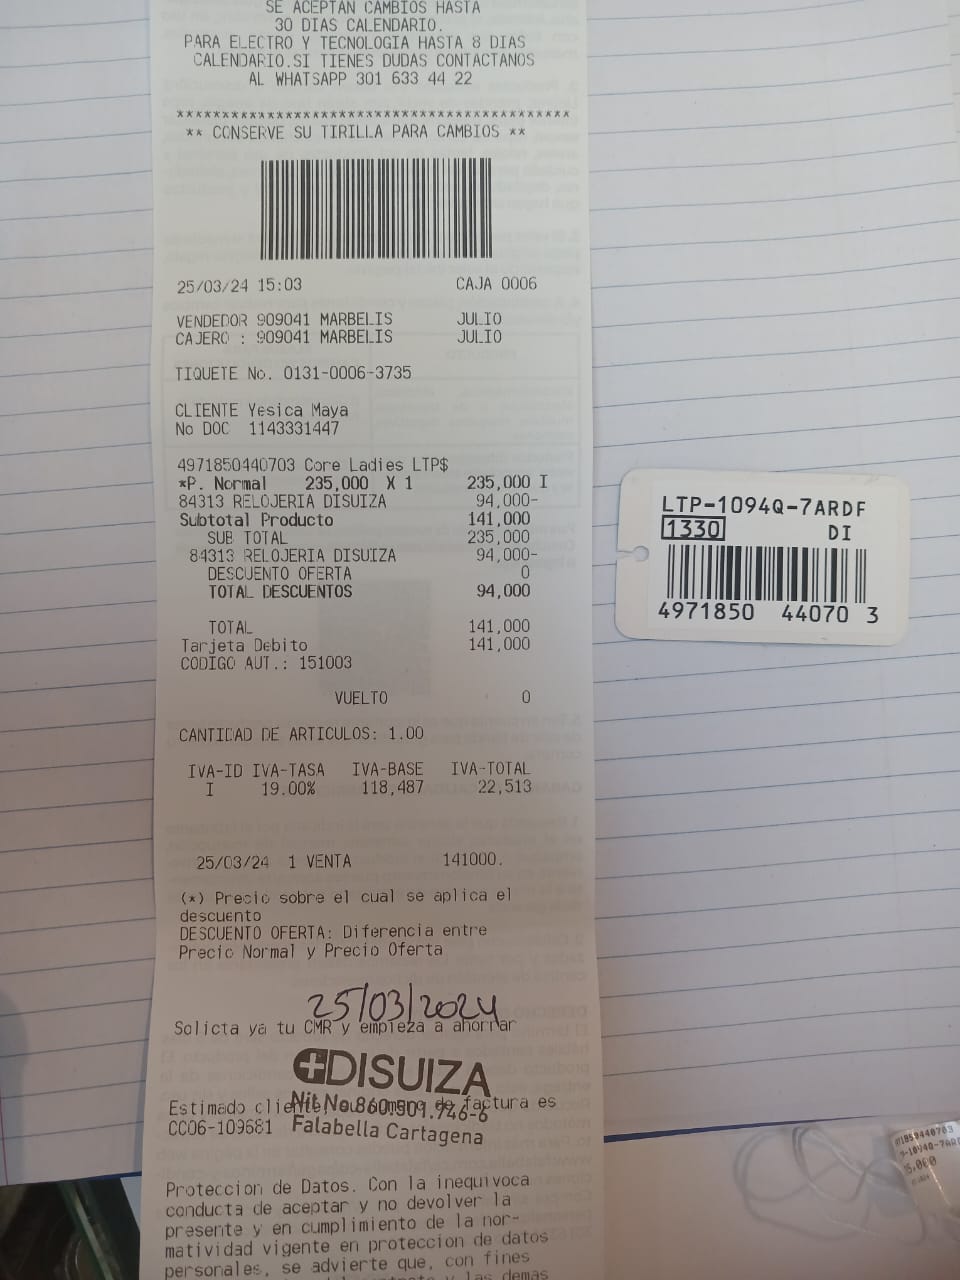 SE ACEPTAN CAMBIOS HASTA
30 DIAS CALENDARIO.
PARA ELECTRO Y TECNOLOGIA HASTA 8 DIAS
CALENDARIO.SI TIENES DUDAS CONTACTANOS
AL WHATSAPP 301 633 44 22
*******************************************
** CONSERVE SU TIRILLA PARA CAMBIOS **
25/03/24 15:03 CAJA 0006
VENDEDOR 909041 MARBELIS JULIO
CAJERO : 909041 MARBELIS JULIO
TIQUETE No. 0131-0006-3735
CLIENTE Yesica Maya
No DOC 1143331447
4971850440703 Core Ladies LTP$
*P. Normal 235,000 X 1 235,000 I
84313 RELOJERIA DISUIZA 94,000-
Subtotal Producto 141,000
SUB TOTAL 235,000
84313 RELOJERIA DISUIZA 94,000-
DESCUENTO OFERTA 0
TOTAL DESCUENTOS 94,000
TOTAL 141,000
Tarjeta Debito 141,000
CODIGO AUT.: 151003
VUELTO 0
CANTIDAD DE ARTICULOS: 1.00
IVA-ID IVA-TASA IVA-BASE IVA-TOTAL
I 19.00% 118,487 22,513
25/03/24 1 VENTA 141000.
(*) Precio sobre el cual se aplica el
descuento
DESCUENTO OFERTA: Diferencia entre
Precio Normal y Precio Oferta
25/03/2024
Solicta ya tu CMR y empieza a ahorrar
DISUIZA
Nit.No.860.501.746-6
Falabella Cartagena
Estimado cliente, de factura es
CC06-109681
Proteccion de Datos. Con la inequivoca
conducta de aceptar y no devolver la
presente y en cumplimiento de la nor-
matividad vigente en proteccion de datos
personales, se advierte que, con fines
y las demas
LTP-1094Q-7ARDF
1330 DI
4971850 44070 3